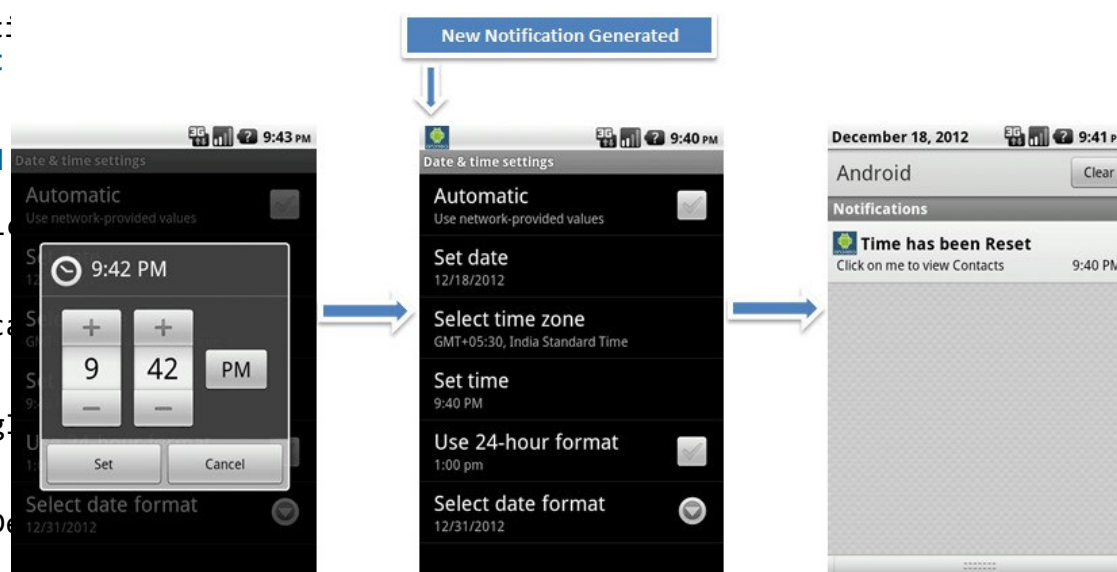 New Notification Generated
3G
9:43 PM
Date & time settings
Automatic
Use network-provided values
9:42 PM
+
+
9
42
PM
−
−
Set
Cancel
Select date format
12/31/2012
3G
9:40 PM
Date & time settings
Automatic
Use network-provided values
Set date
12/18/2012
Select time zone
GMT+05:30, India Standard Time
Set time
9:40 PM
Use 24-hour format
1:00 pm
Select date format
12/31/2012
December 18, 2012
3G
9:41 P
Android
Clear
Notifications
Time has been Reset
Click on me to view Contacts
9:40 PM